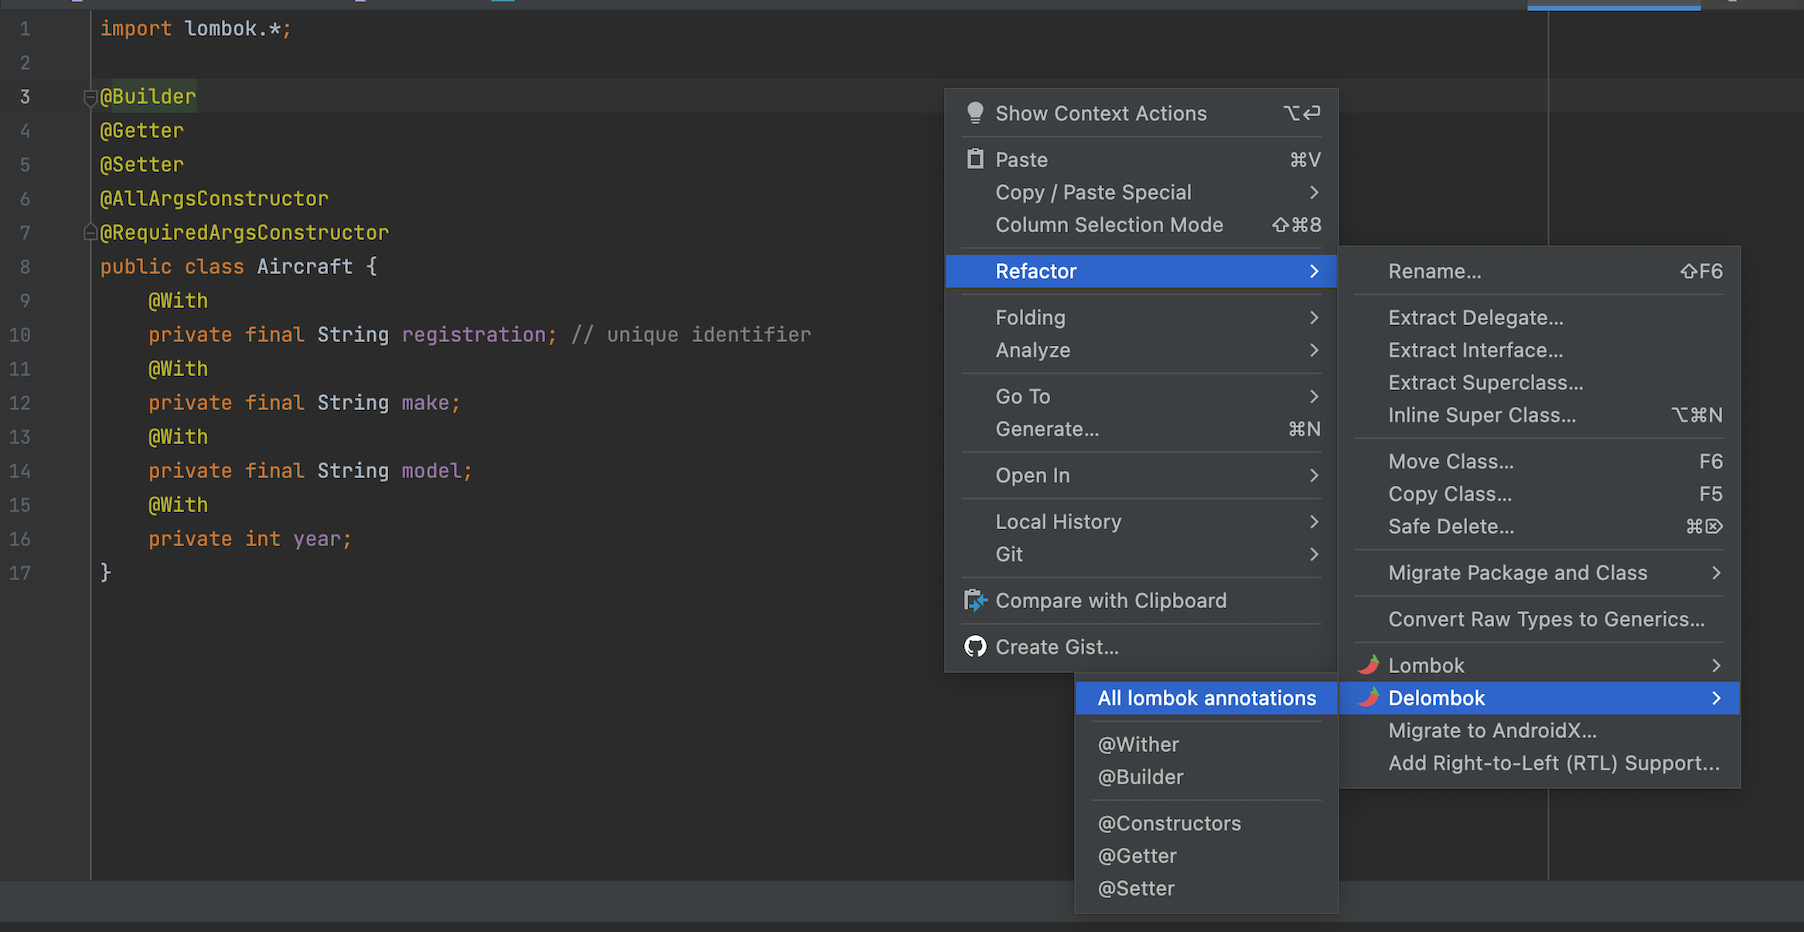 1 import lombok.*;
2
3 @Builder
4 @Getter
5 @Setter
6 @AllArgsConstructor
7 @RequiredArgsConstructor
8 public class Aircraft {
9 @With
10 private final String registration; // unique identifier
11 @With
12 private final String make;
13 @With
14 private final String model;
15 @With
16 private int year;
17 }
Show Context Actions ⌥⏎
Paste ⌘V
Copy / Paste Special
Column Selection Mode ⇧⌘8
Refactor
Folding
Analyze
Go To
Generate... ⌘N
Open In
Local History
Git
Compare with Clipboard
Create Gist...
Rename... ⇧F6
Extract Delegate...
Extract Interface...
Extract Superclass...
Inline Super Class... ⌥⌘N
Move Class... F6
Copy Class... F5
Safe Delete... ⌘⌦
Migrate Package and Class
Convert Raw Types to Generics...
Lombok
Delombok
Migrate to AndroidX...
Add Right-to-Left (RTL) Support...
All lombok annotations
@Wither
@Builder
@Constructors
@Getter
@Setter